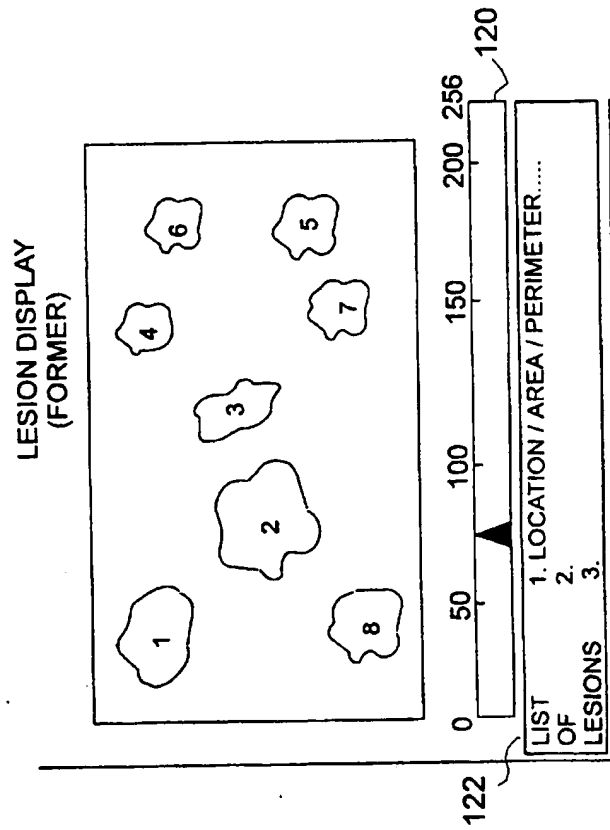 LESION DISPLAY
(FORMER)
1
2
3
4
5
6
7
8
0 50 100 150 200 256
120
122
LIST 1. LOCATION / AREA / PERIMETER.....
OF 2.
LESIONS 3.